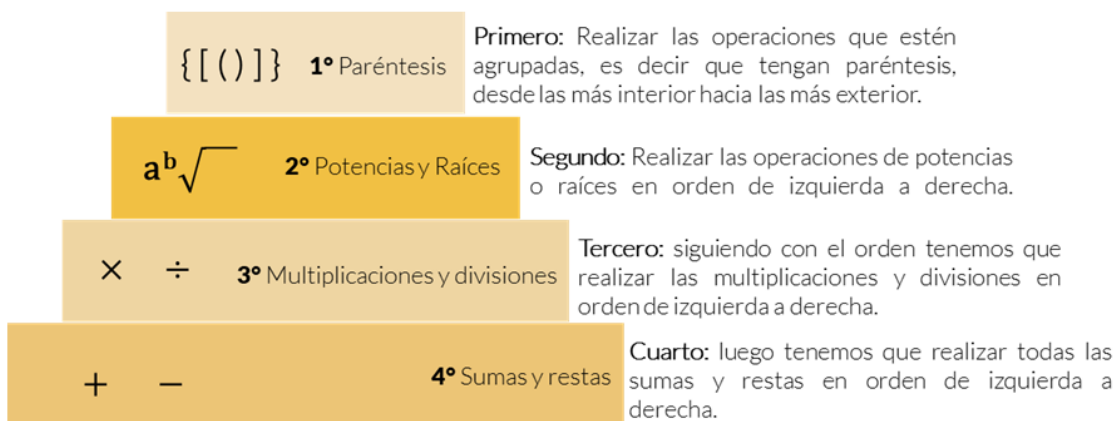 {[()]} 1° Paréntesis
Primero: Realizar las operaciones que estén
agrupadas, es decir que tengan paréntesis,
desde las más interior hacia las más exterior.
aᵇ√ 2° Potencias y Raíces
Segundo: Realizar las operaciones de potencias
o raíces en orden de izquierda a derecha.
× ÷ 3° Multiplicaciones y divisiones
Tercero: siguiendo con el orden tenemos que
realizar las multiplicaciones y divisiones en
orden de izquierda a derecha.
+ − 4° Sumas y restas
Cuarto: luego tenemos que realizar todas las
sumas y restas en orden de izquierda a
derecha.